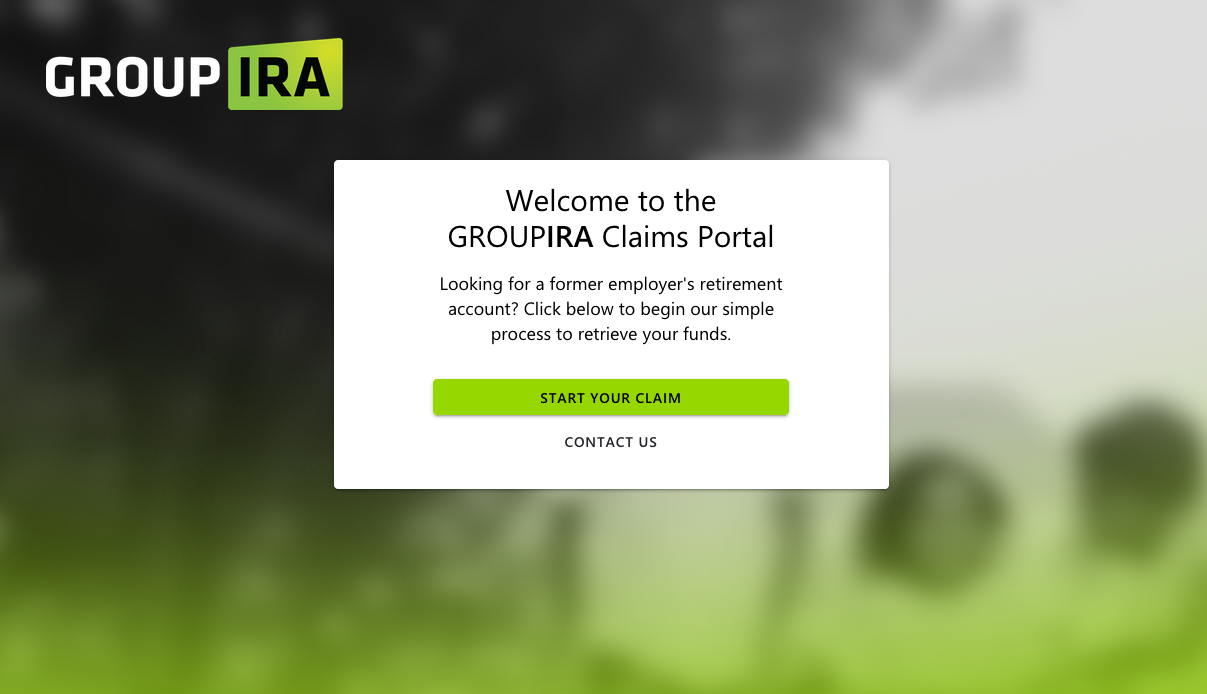 GROUP IRA
Welcome to the
GROUPIRA Claims Portal
Looking for a former employer's retirement
account? Click below to begin our simple
process to retrieve your funds.
START YOUR CLAIM
CONTACT US